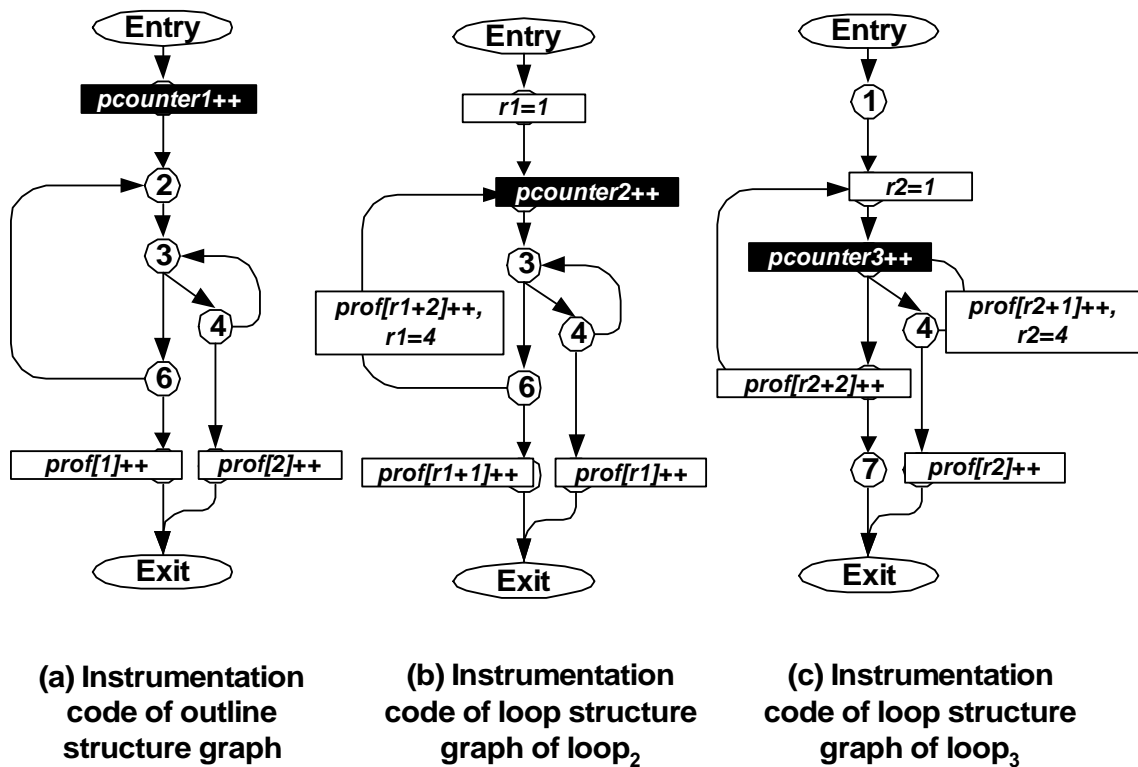 Entry
pcounter1++
2
3
4
6
prof[1]++
prof[2]++
Exit
(a) Instrumentation
code of outline
structure graph
Entry
r1=1
pcounter2++
3
prof[r1+2]++,
r1=4
4
6
prof[r1+1]++
prof[r1]++
Exit
(b) Instrumentation
code of loop structure
graph of loop₂
Entry
1
r2=1
pcounter3++
4
prof[r2+1]++,
r2=4
prof[r2+2]++
7
prof[r2]++
Exit
(c) Instrumentation
code of loop structure
graph of loop₃